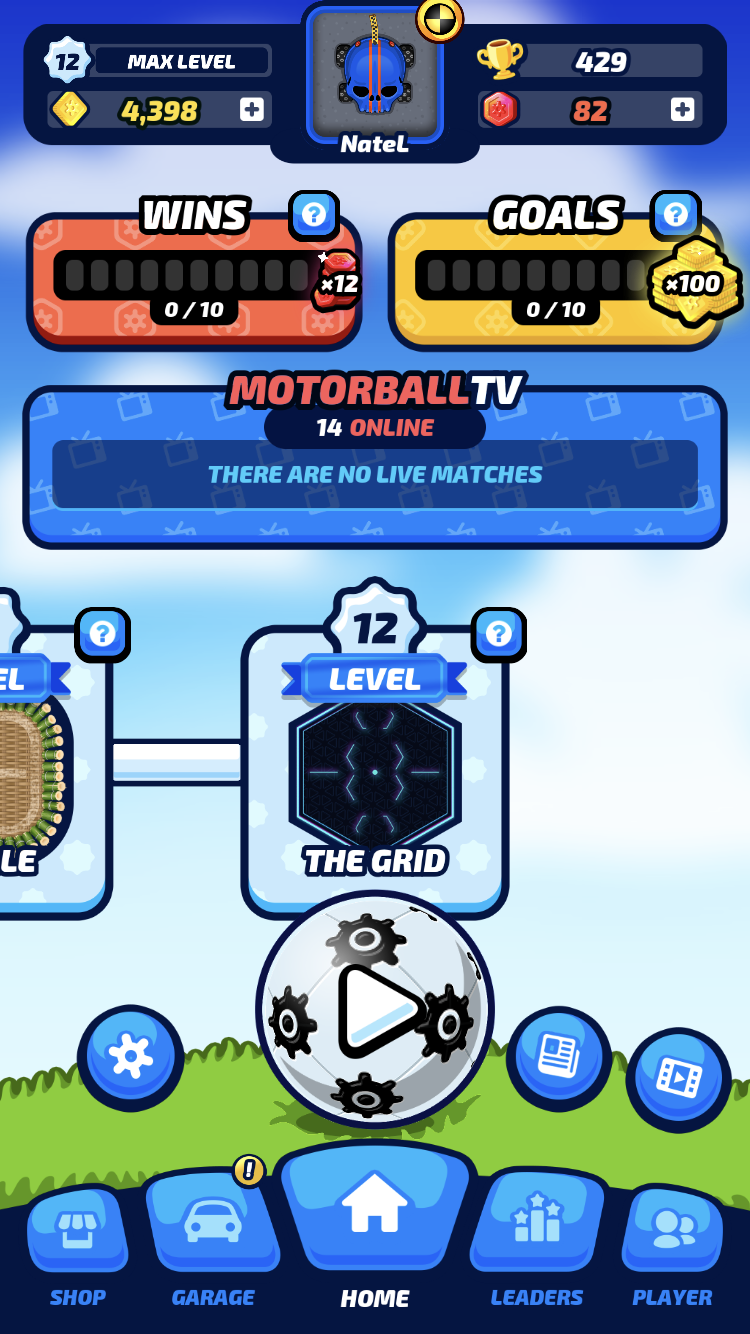 12
MAX LEVEL
4,398
NateL
429
82
WINS
?
×12
0 / 10
GOALS
?
×100
0 / 10
MOTORBALLTV
14 ONLINE
THERE ARE NO LIVE MATCHES
?
EL
LE
12
?
LEVEL
THE GRID
!
SHOP
GARAGE
HOME
LEADERS
PLAYER